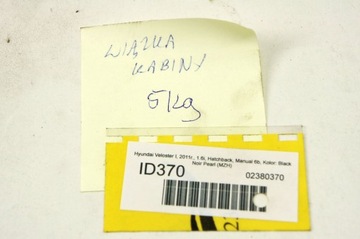 WIĄZKA
KABINY
5kg
Hyundai Veloster I, 2011r., 1.6i, Hatchback, Manual 6b, Kolor: Black
Noir Pearl (MZH)
ID370
02380370